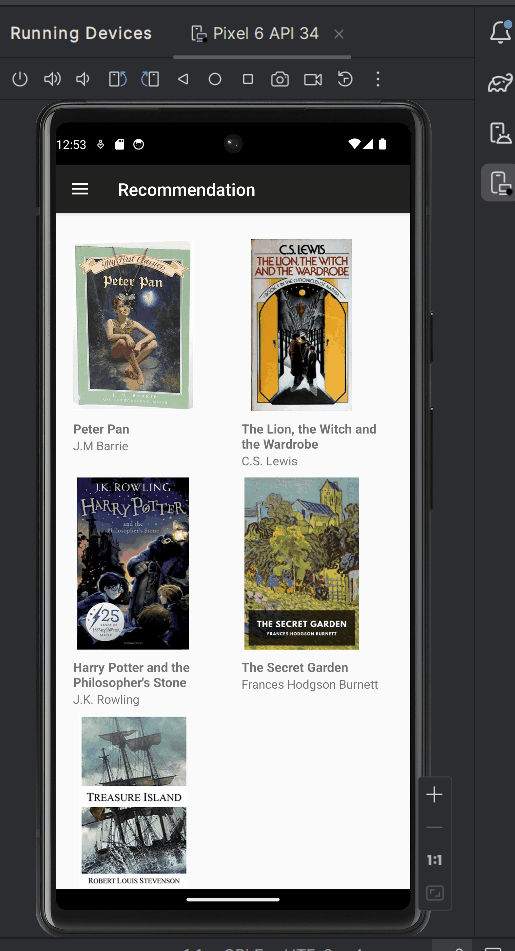 Running Devices
Pixel 6 API 34
12:53
Recommendation
My First Classics
Peter Pan
C.S. LEWIS
THE LION, THE WITCH
AND THE WARDROBE
Peter Pan
J.M Barrie
The Lion, the Witch and
the Wardrobe
C.S. Lewis
J.K. ROWLING
HARRY POTTER
and the
Philosopher's Stone
25
THE SECRET GARDEN
FRANCES HODGSON BURNETT
Harry Potter and the
Philosopher's Stone
J.K. Rowling
The Secret Garden
Frances Hodgson Burnett
TREASURE ISLAND
ROBERT LOUIS STEVENSON
1:1